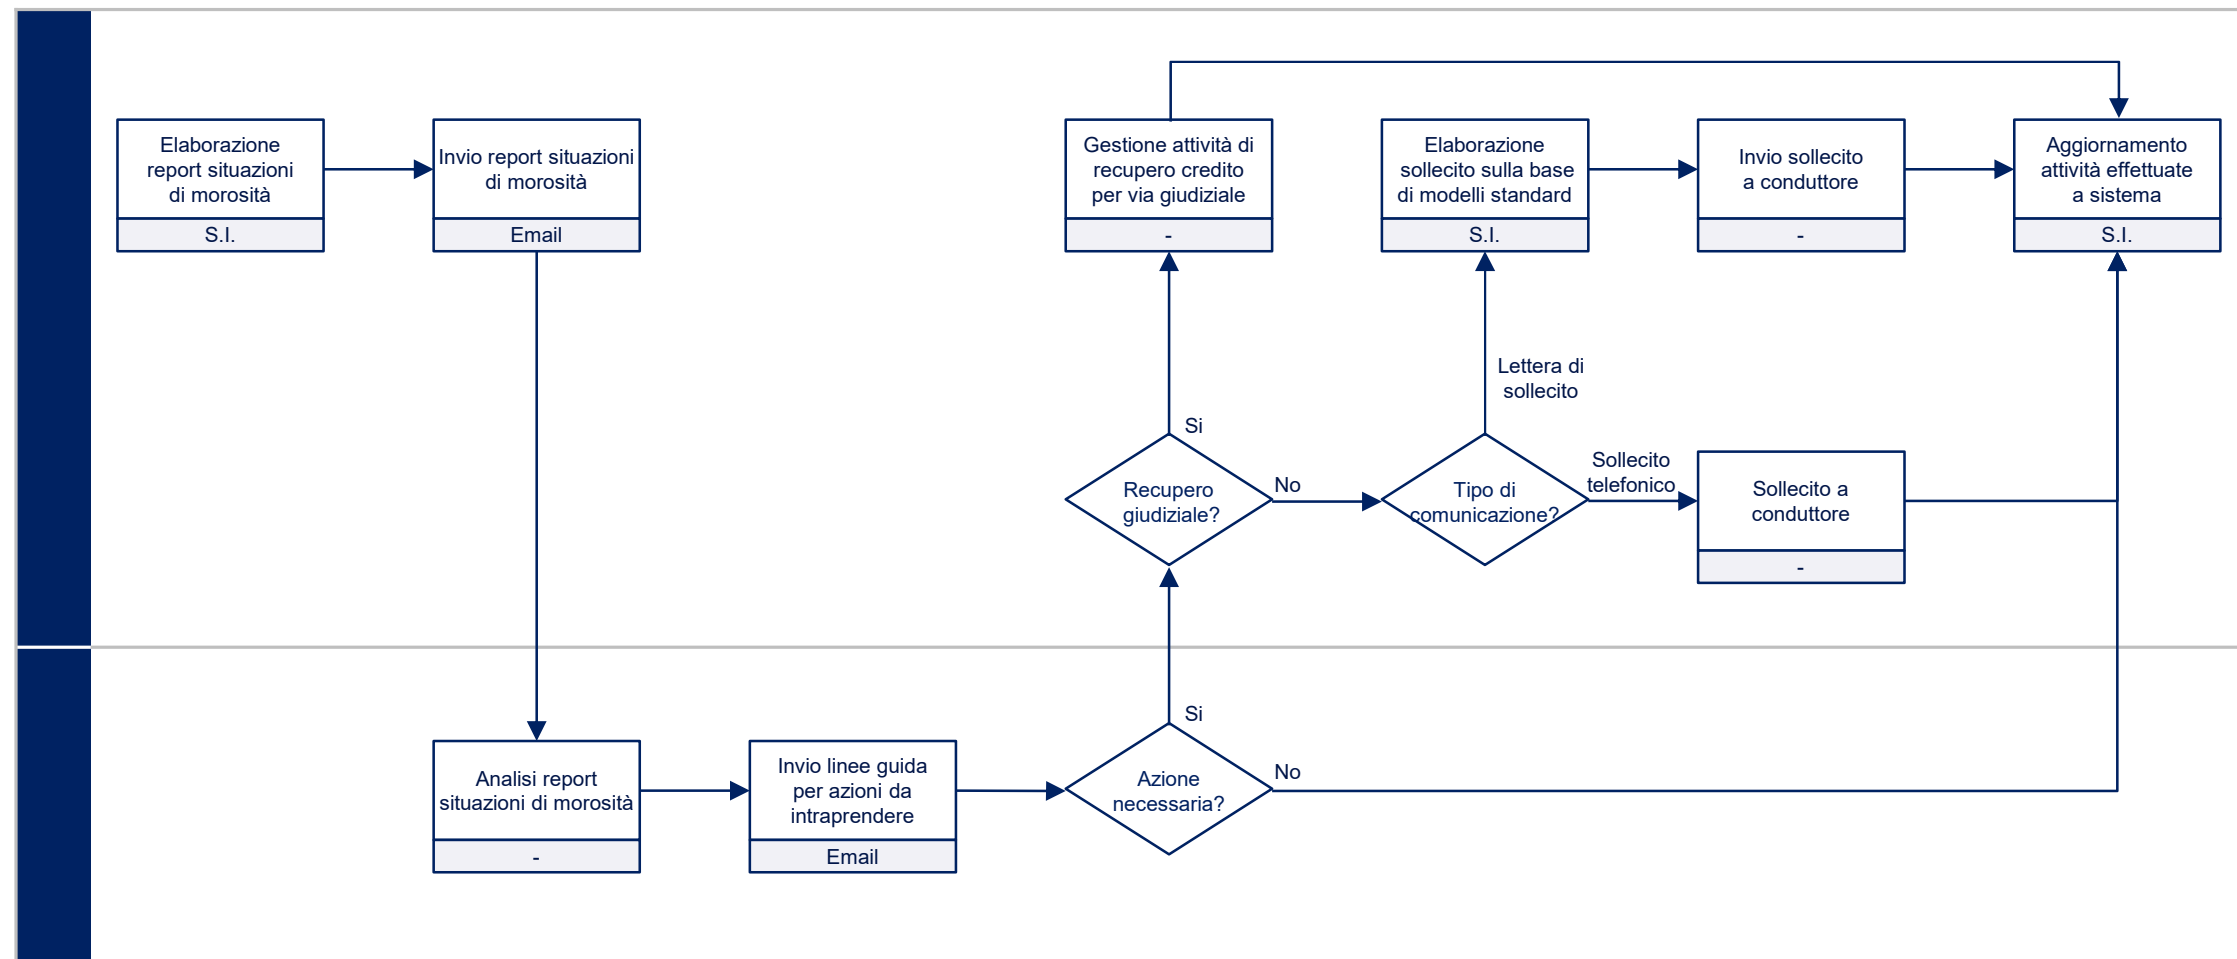 Elaborazione
report situazioni
di morosità
S.I.
Invio report situazioni
di morosità
Email
Gestione attività di
recupero credito
per via giudiziale
-
Elaborazione
sollecito sulla base
di modelli standard
S.I.
Invio sollecito
a conduttore
-
Aggiornamento
attività effettuate
a sistema
S.I.
Lettera di
sollecito
Si
Recupero
giudiziale?
No
Tipo di
comunicazione?
Sollecito
telefonico
Sollecito a
conduttore
-
Analisi report
situazioni di morosità
-
Invio linee guida
per azioni da
intraprendere
Email
Si
Azione
necessaria?
No